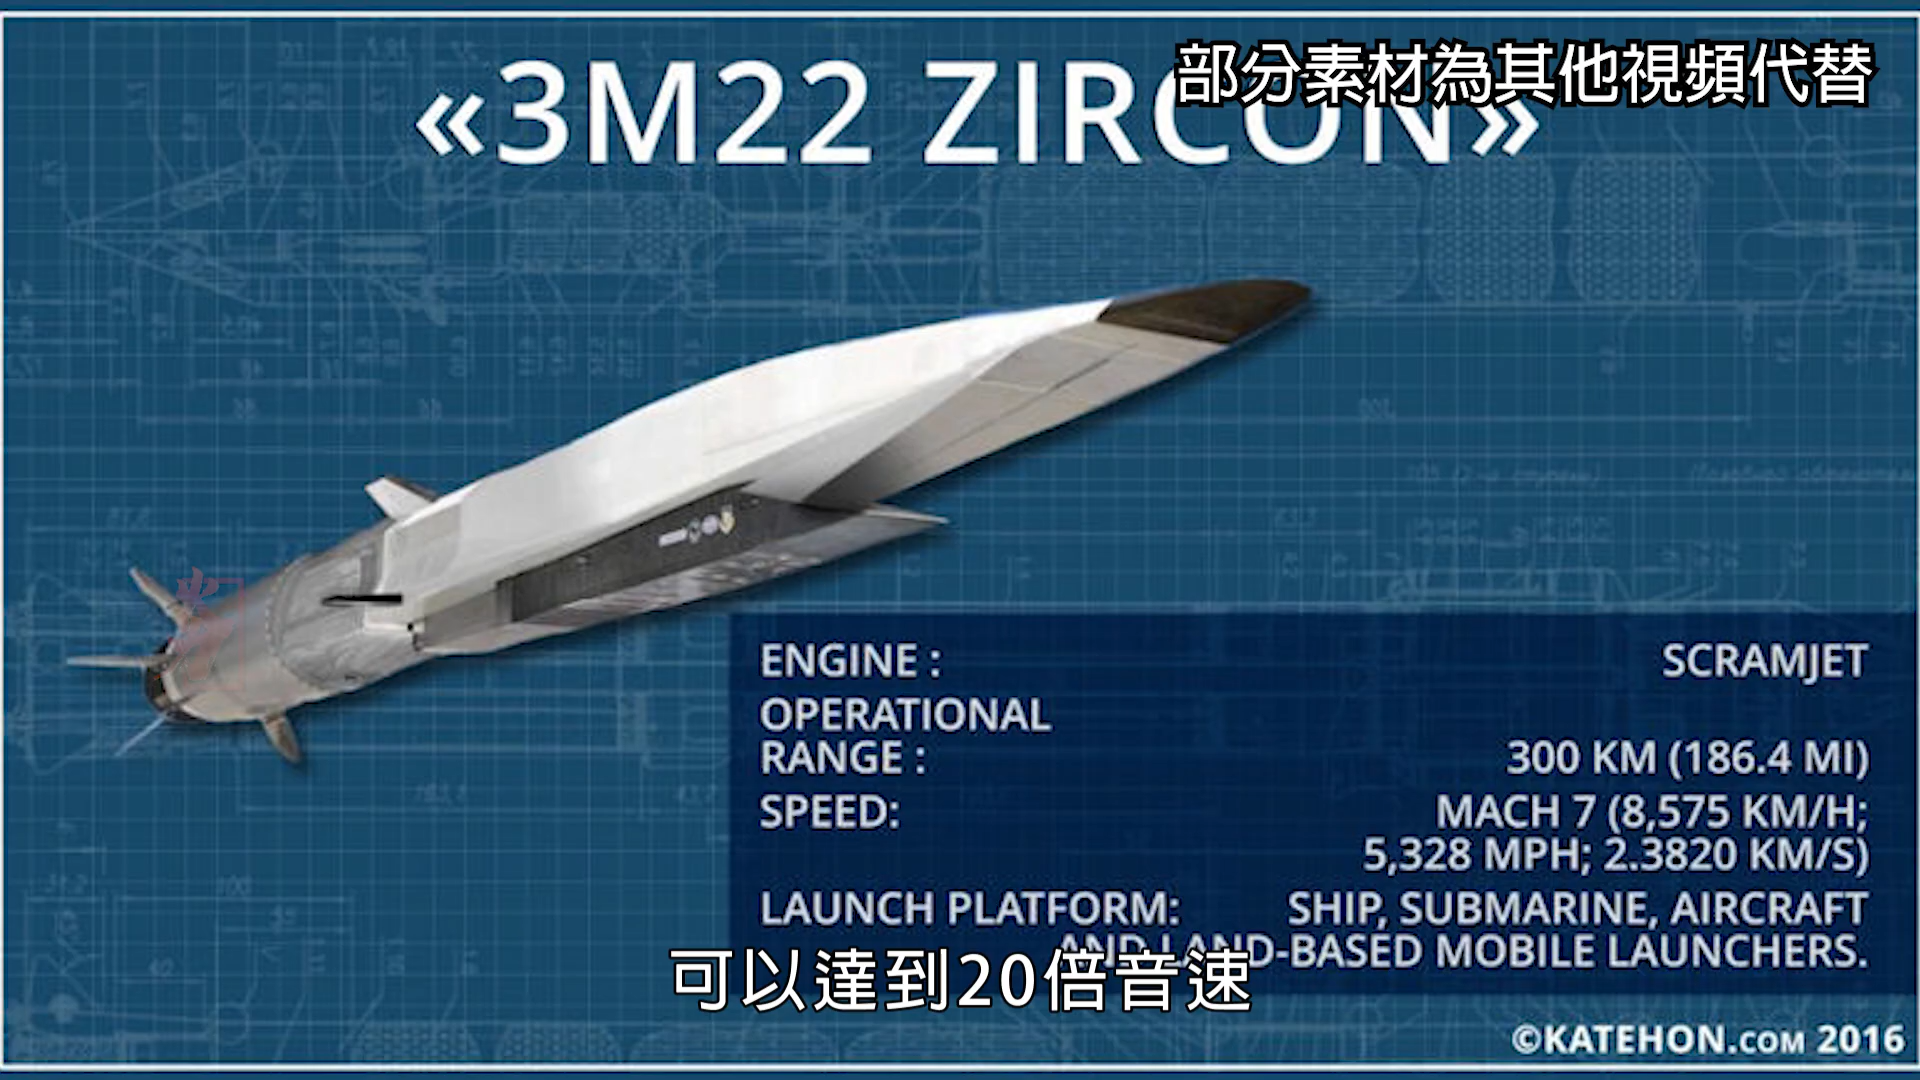 部分素材為其他視頻代替
«3M22 ZIRCON»
ENGINE : SCRAMJET
OPERATIONAL
RANGE : 300 KM (186.4 MI)
SPEED: MACH 7 (8,575 KM/H;
5,328 MPH; 2.3820 KM/S)
LAUNCH PLATFORM: SHIP, SUBMARINE, AIRCRAFT
AND LAND-BASED MOBILE LAUNCHERS.
可以達到20倍音速
©KATEHON.COM 2016